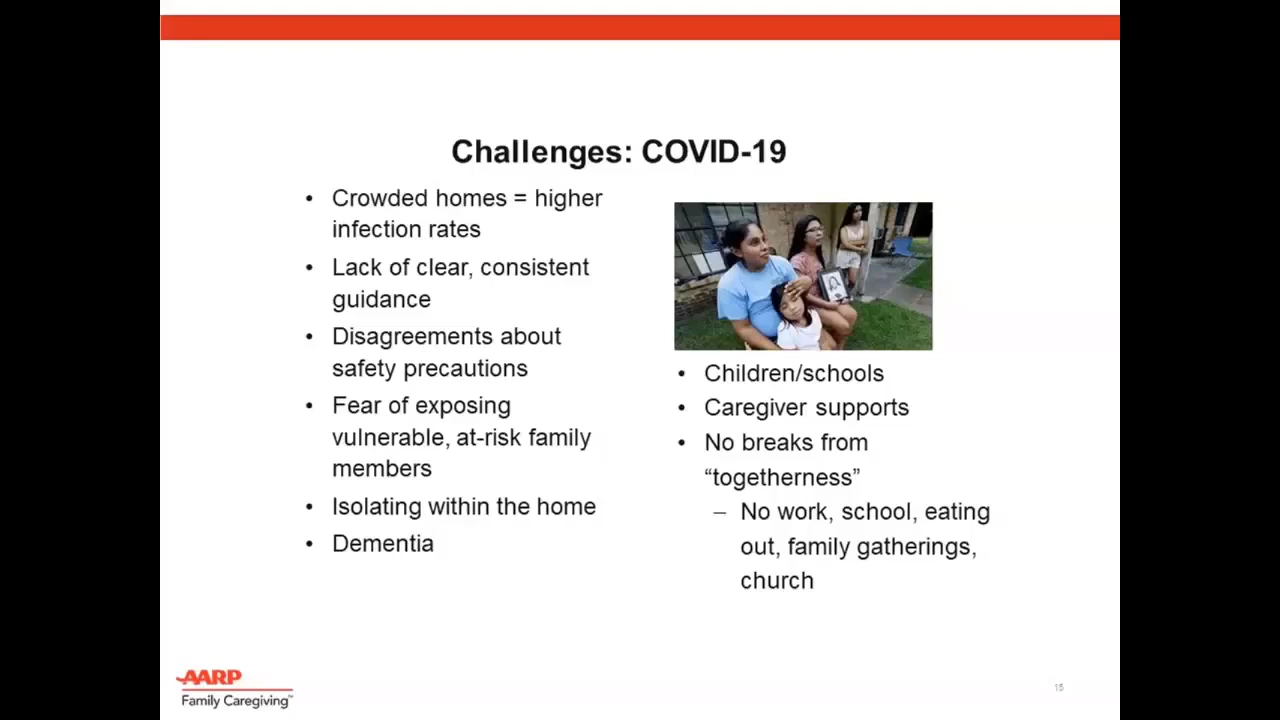 Challenges: COVID-19
• Crowded homes = higher
infection rates
• Lack of clear, consistent
guidance
• Disagreements about
safety precautions
• Fear of exposing
vulnerable, at-risk family
members
• Isolating within the home
• Dementia
• Children/schools
• Caregiver supports
• No breaks from
“togetherness”
– No work, school, eating
out, family gatherings,
church
AARP
Family Caregiving™
15